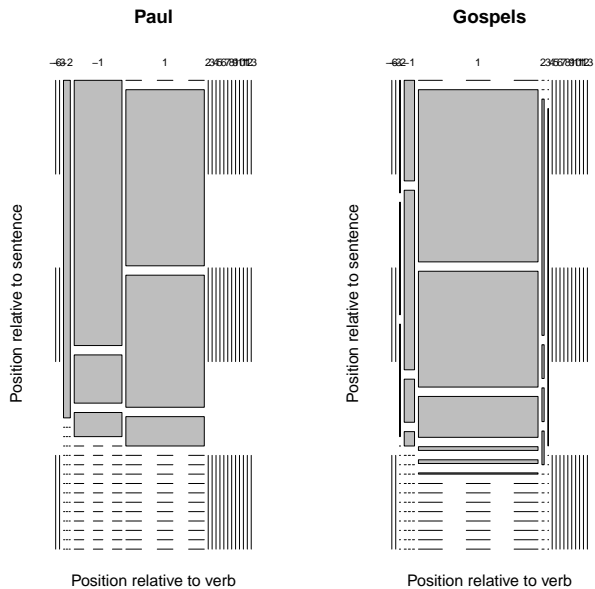 Paul
−1 1
Position relative to sentence
Position relative to verb
Gospels
−1 1
Position relative to sentence
Position relative to verb